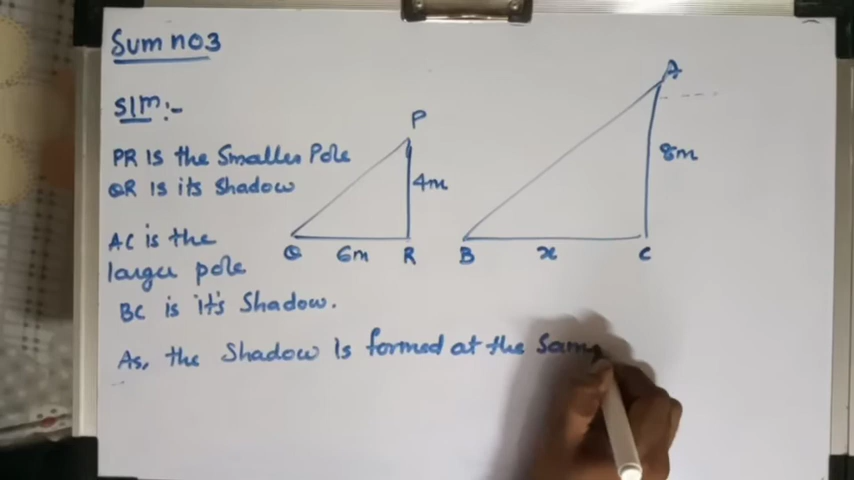 Sum no3
Sln:-
P
A
PR is the Smaller Pole
QR is its Shadow
4m
8m
AC is the
larger pole
Q
6m
R
B
x
C
BC is it's Shadow.
As, the Shadow is formed at the Same